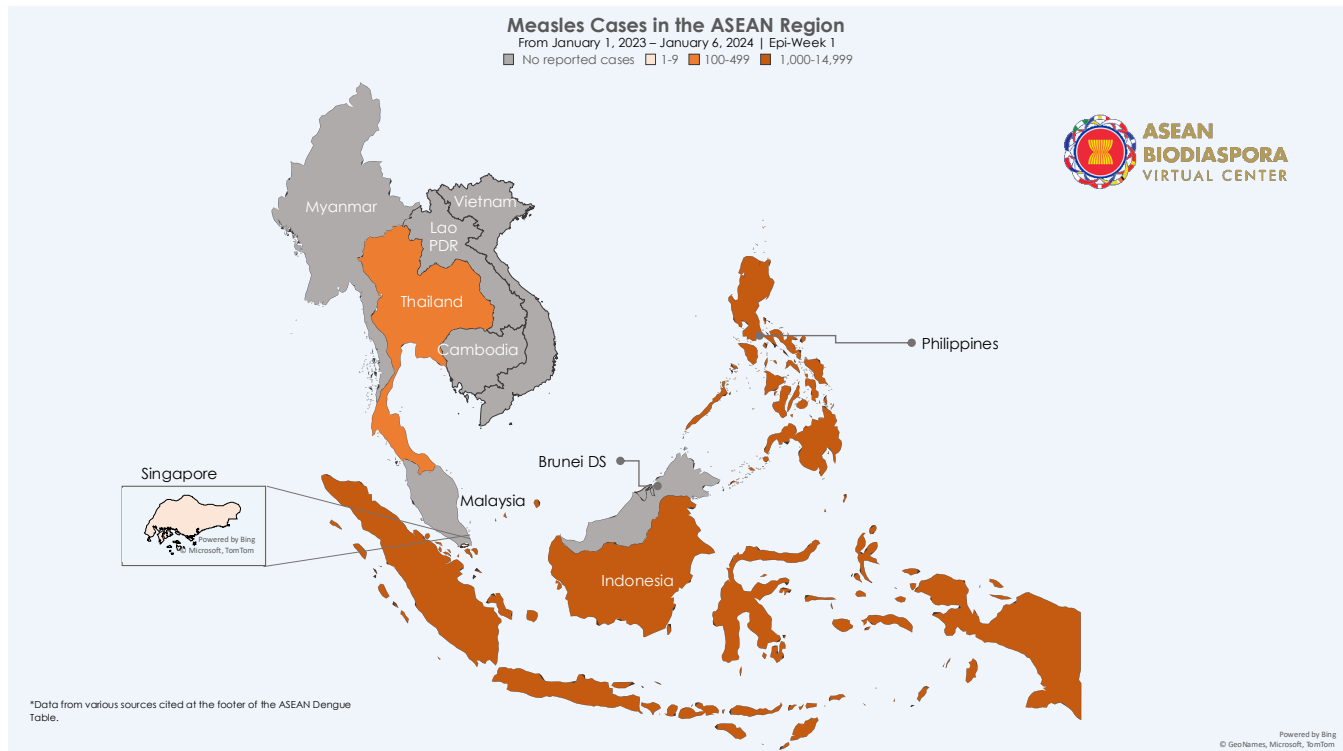 Measles Cases in the ASEAN Region
From January 1, 2023 – January 6, 2024 | Epi-Week 1
No reported cases 1-9 100-499 1,000-14,999
ASEAN
BIODIASPORA
VIRTUAL CENTER
Myanmar
Vietnam
Lao
PDR
Thailand
Cambodia
Philippines
Brunei DS
Singapore
Malaysia
Powered by Bing
© Microsoft, TomTom
Indonesia
*Data from various sources cited at the footer of the ASEAN Dengue
Table.
Powered by Bing
© GeoNames, Microsoft, TomTom